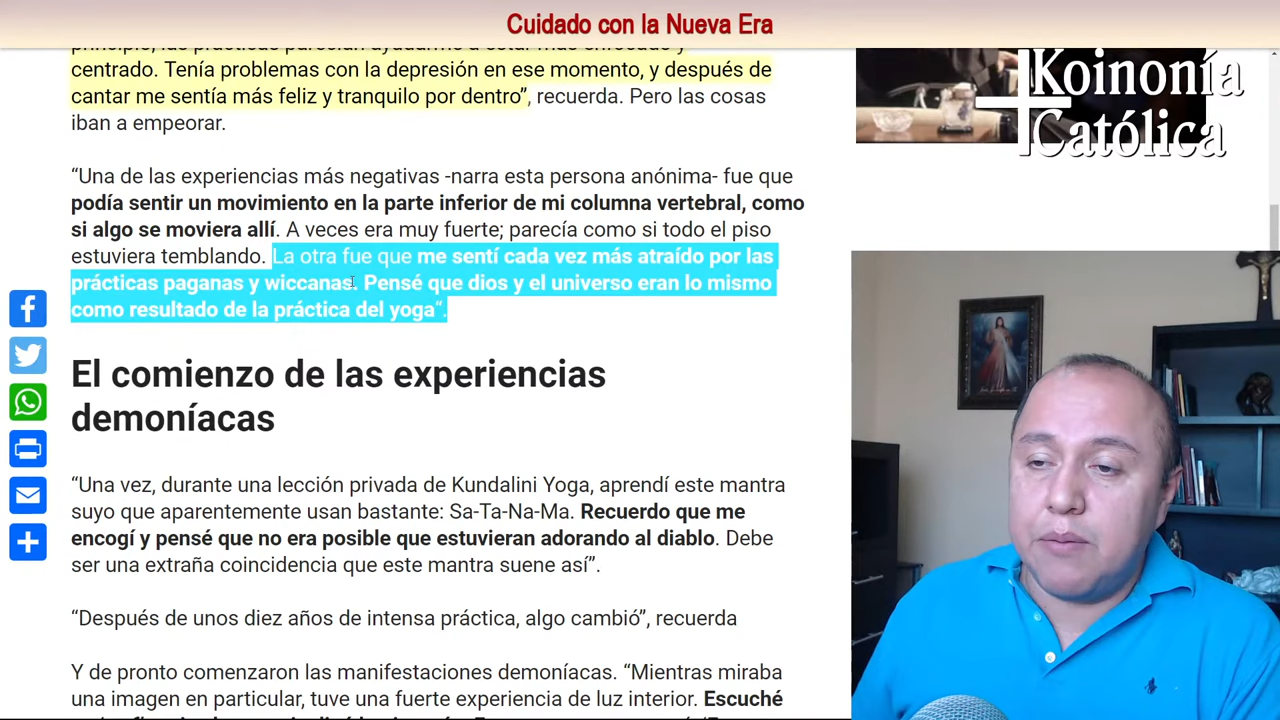 Cuidado con la Nueva Era
centrado. Tenía problemas con la depresión en ese momento, y después de
cantar me sentía más feliz y tranquilo por dentro”, recuerda. Pero las cosas
iban a empeorar.
“Una de las experiencias más negativas -narra esta persona anónima- fue que
podía sentir un movimiento en la parte inferior de mi columna vertebral, como
si algo se moviera allí. A veces era muy fuerte; parecía como si todo el piso
estuviera temblando. La otra fue que me sentí cada vez más atraído por las
prácticas paganas y wiccanas. Pensé que dios y el universo eran lo mismo
como resultado de la práctica del yoga“.
El comienzo de las experiencias
demoníacas
“Una vez, durante una lección privada de Kundalini Yoga, aprendí este mantra
suyo que aparentemente usan bastante: Sa-Ta-Na-Ma. Recuerdo que me
encogí y pensé que no era posible que estuvieran adorando al diablo. Debe
ser una extraña coincidencia que este mantra suene así”.
“Después de unos diez años de intensa práctica, algo cambió”, recuerda
Y de pronto comenzaron las manifestaciones demoníacas. “Mientras miraba
una imagen en particular, tuve una fuerte experiencia de luz interior. Escuché
Koinonía
Católica